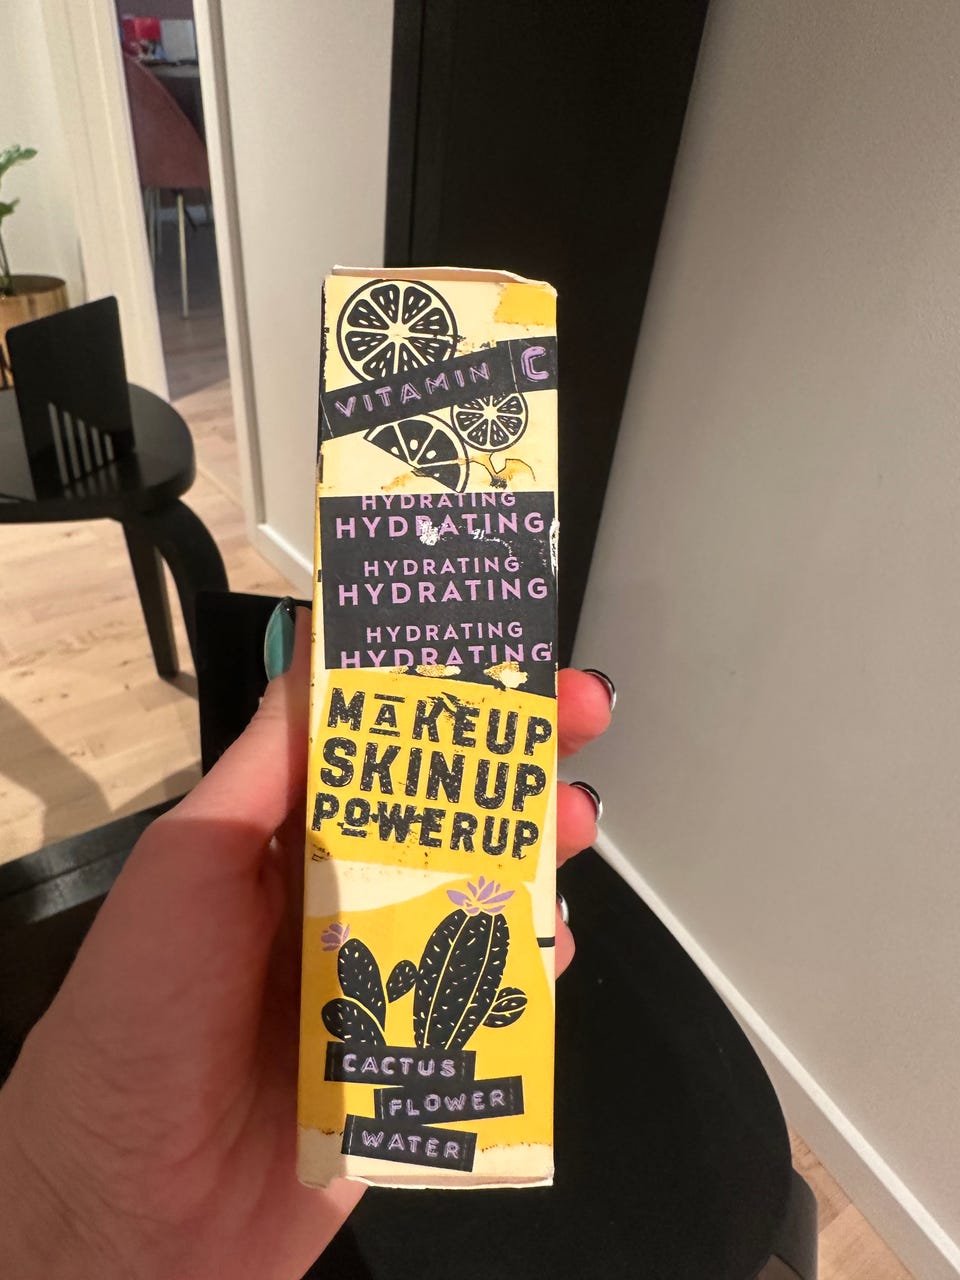 VITAMIN C
HYDRATING
HYDRATING
HYDRATING
HYDRATING
HYDRATING
HYDRATING
MAKEUP
SKINUP
POWERUP
CACTUS
FLOWER
WATER